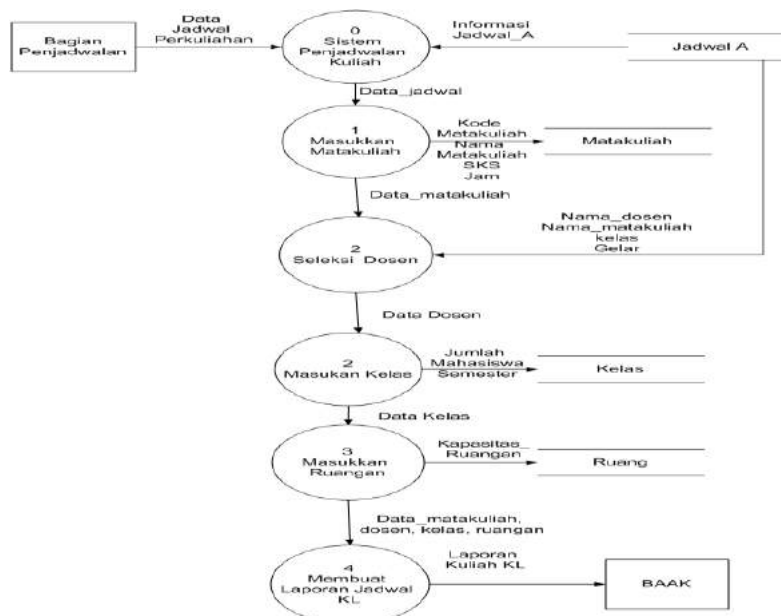 Bagian
Penjadwalan
Data
Jadwal
Perkuliahan
0
Sistem
Penjadwalan
Kuliah
Informasi
Jadwal_A
Jadwal A
Data_jadwal
1
Masukkan
Matakuliah
Kode
Matakuliah
Nama
Matakuliah
SKS
Jam
Matakuliah
Data_matakuliah
Nama_dosen
Nama_matakuliah
kelas
Gelar
2
Seleksi Dosen
Data Dosen
2
Masukan Kelas
Jumlah
Mahasiswa
Semester
Kelas
Data Kelas
3
Masukkan
Ruangan
Kapasitas_
Ruangan
Ruang
Data_matakuliah,
dosen, kelas, ruangan
4
Membuat
Laporan Jadwal
KL
Laporan
Kuliah KL
BAAK